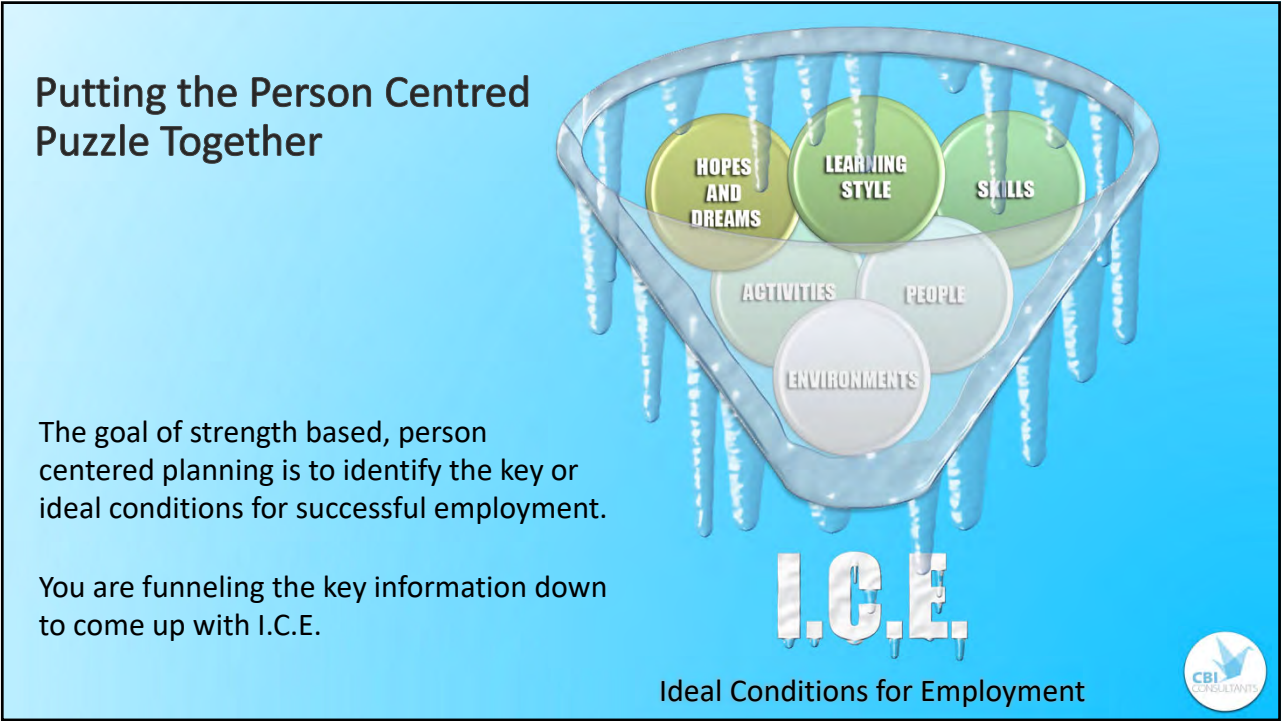 Putting the Person Centred
Puzzle Together
HOPES
AND
DREAMS
LEARNING
STYLE
SKILLS
ACTIVITIES
PEOPLE
ENVIRONMENTS
The goal of strength based, person
centered planning is to identify the key or
ideal conditions for successful employment.
You are funneling the key information down
to come up with I.C.E.
I.C.E.
Ideal Conditions for Employment
CBI
CONSULTANTS